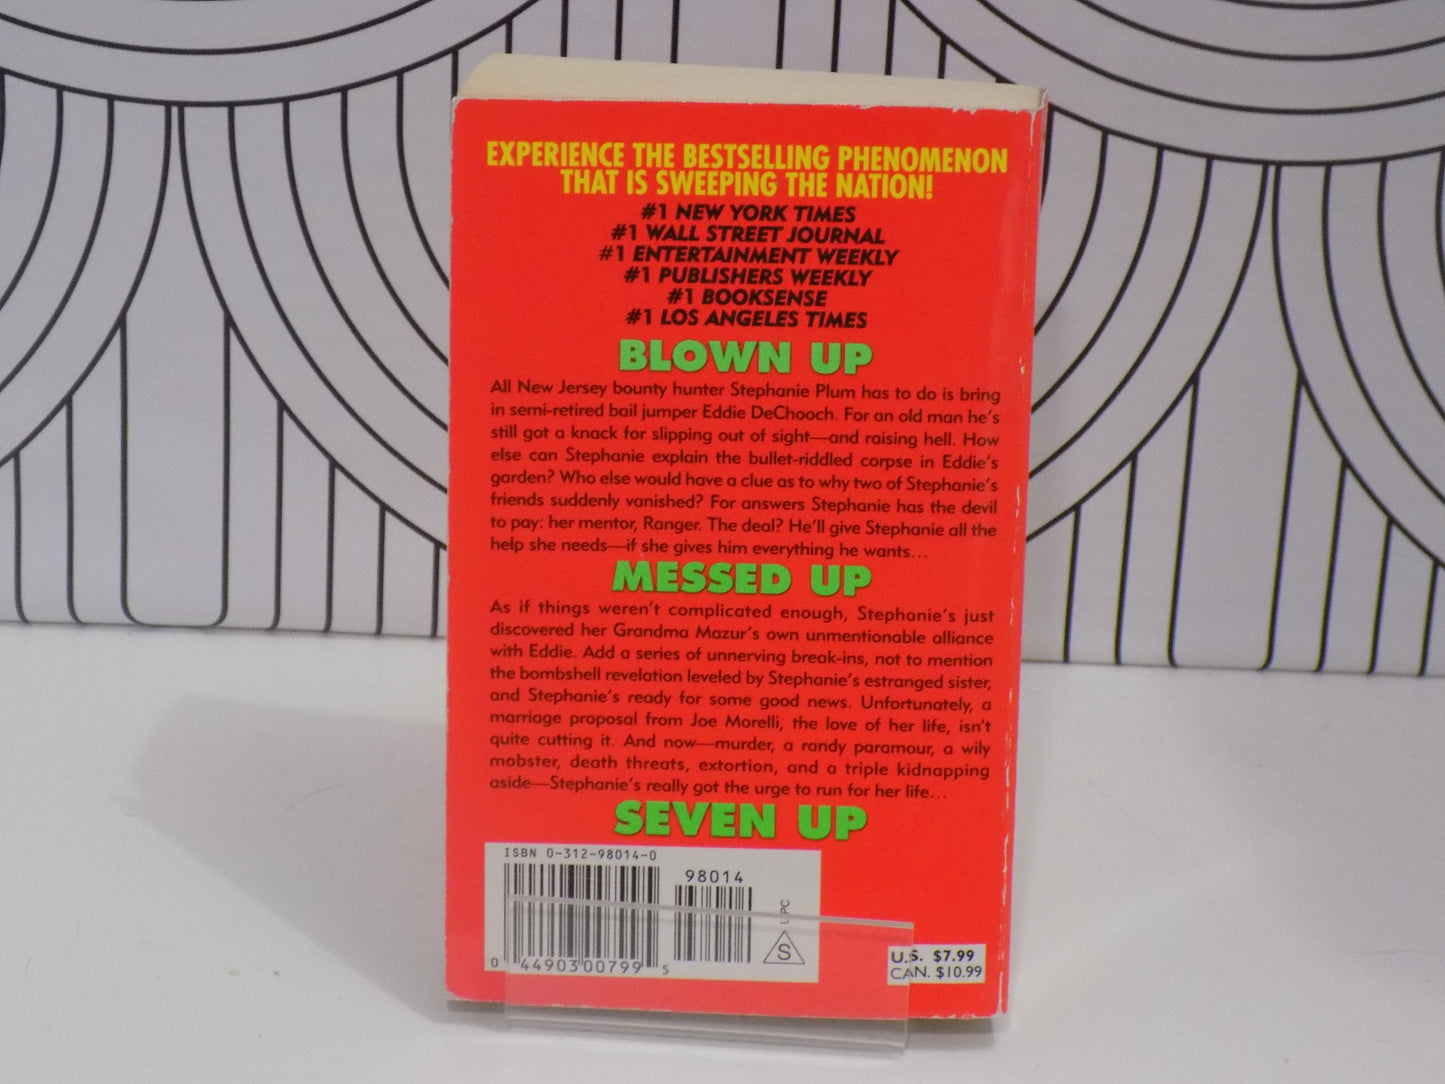 EXPERIENCE THE BESTSELLING PHENOMENON
THAT IS SWEEPING THE NATION!
#1 NEW YORK TIMES
#1 WALL STREET JOURNAL
#1 ENTERTAINMENT WEEKLY
#1 PUBLISHERS WEEKLY
#1 BOOKSENSE
#1 LOS ANGELES TIMES
BLOWN UP
All New Jersey bounty hunter Stephanie Plum has to do is bring
in semi-retired bail jumper Eddie DeChooch. For an old man he's
still got a knack for slipping out of sight—and raising hell. How
else can Stephanie explain the bullet-riddled corpse in Eddie's
garden? Who else would have a clue as to why two of Stephanie's
friends suddenly vanished? For answers Stephanie has the devil
to pay: her mentor, Ranger. The deal? He'll give Stephanie all the
help she needs—if she gives him everything he wants...
MESSED UP
As if things weren't complicated enough, Stephanie's just
discovered her Grandma Mazur's own unmentionable alliance
with Eddie. Add a series of unnerving break-ins, not to mention
the bombshell revelation leveled by Stephanie's estranged sister,
and Stephanie's ready for some good news. Unfortunately, a
marriage proposal from Joe Morelli, the love of her life, isn't
quite cutting it. And now—murder, a randy paramour, a wily
mobster, death threats, extortion, and a triple kidnapping
aside—Stephanie's really got the urge to run for her life...
SEVEN UP
ISBN 0-312-98014-0
98014
UPC
S
0 44903 00799 5
U.S. $7.99
CAN. $10.99